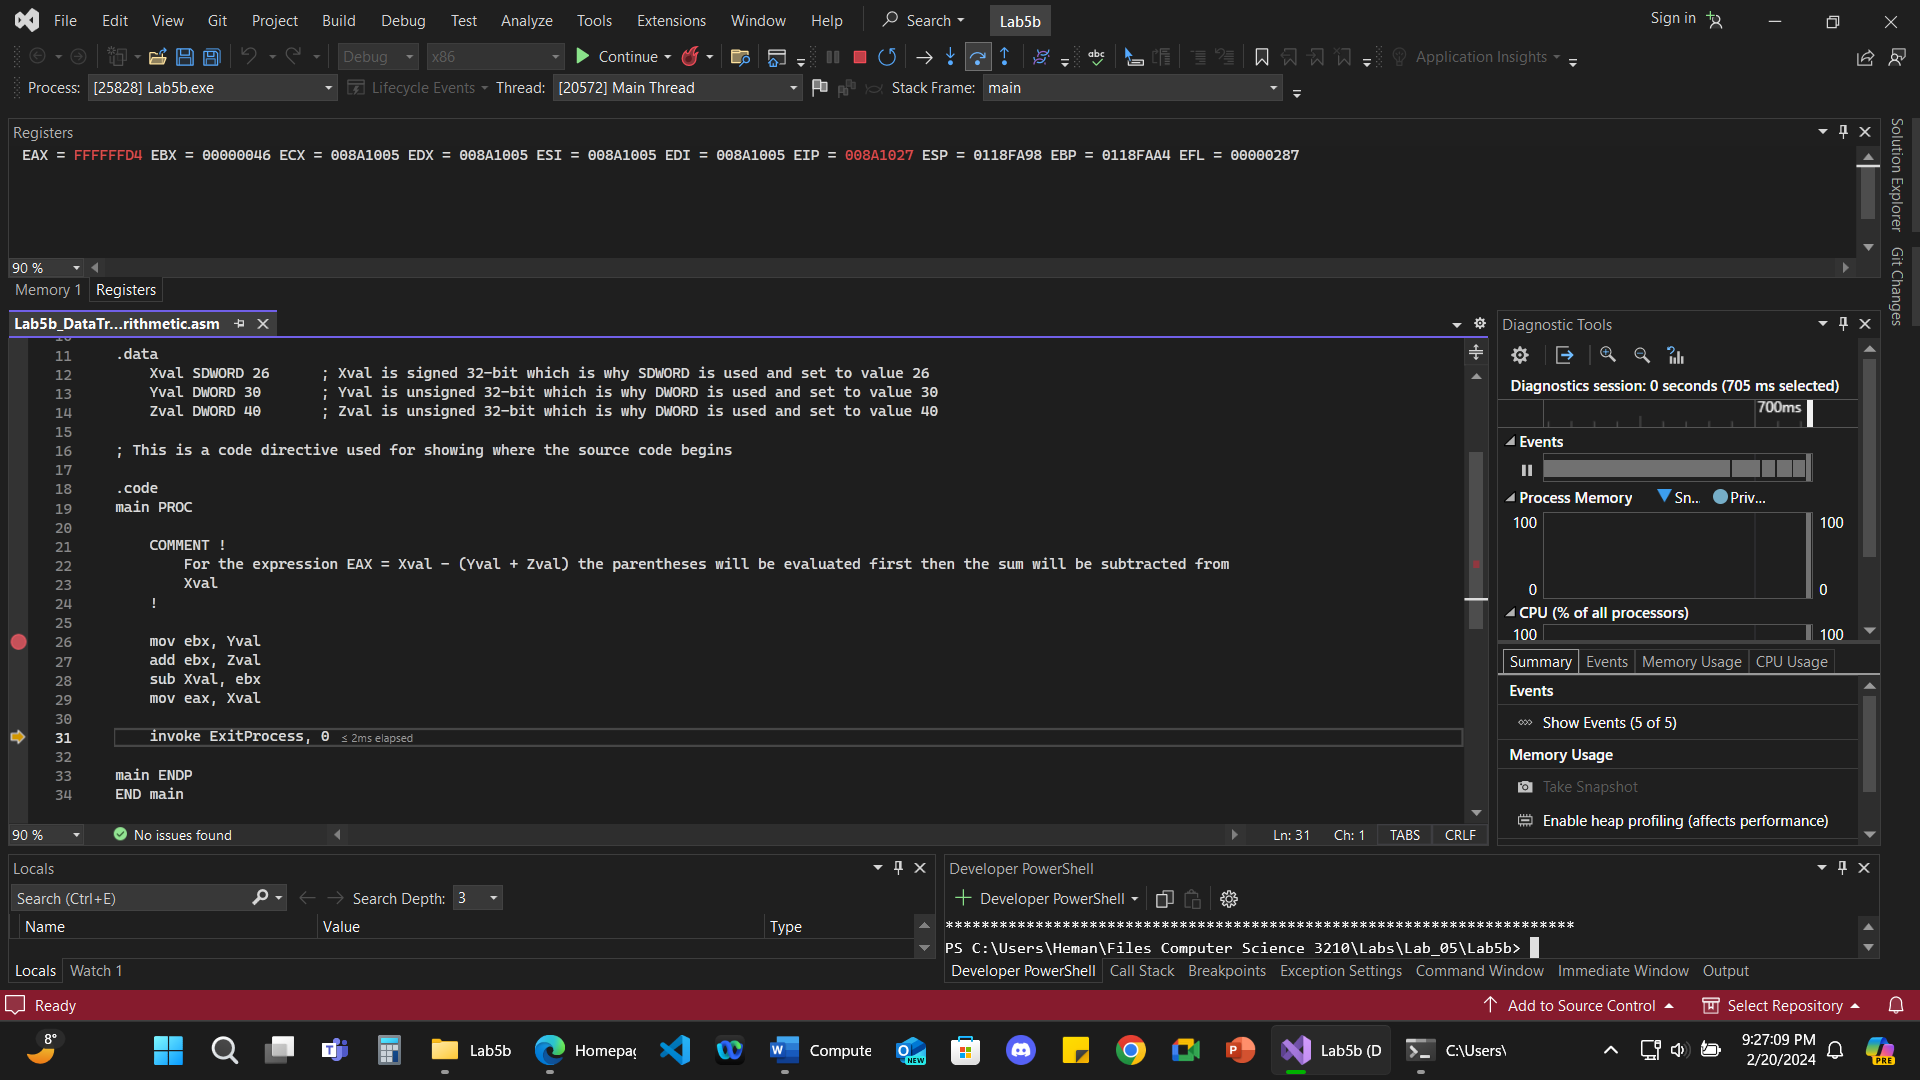 File Edit View Git Project Build Debug Test Analyze Tools Extensions Window Help Search Lab5b Sign in
Debug x86 Continue Application Insights
Process: [25828] Lab5b.exe Lifecycle Events Thread: [20572] Main Thread Stack Frame: main
Registers
EAX = FFFFFFD4 EBX = 00000046 ECX = 008A1005 EDX = 008A1005 ESI = 008A1005 EDI = 008A1005 EIP = 008A1027 ESP = 0118FA98 EBP = 0118FAA4 EFL = 00000287
90 %
Memory 1 Registers
Solution Explorer
Git Changes
Lab5b_DataTr...rithmetic.asm
10
11 .data
12 Xval SDWORD 26 ; Xval is signed 32-bit which is why SDWORD is used and set to value 26
13 Yval DWORD 30 ; Yval is unsigned 32-bit which is why DWORD is used and set to value 30
14 Zval DWORD 40 ; Zval is unsigned 32-bit which is why DWORD is used and set to value 40
15
16 ; This is a code directive used for showing where the source code begins
17
18 .code
19 main PROC
20
21 COMMENT !
22 For the expression EAX = Xval - (Yval + Zval) the parentheses will be evaluated first then the sum will be subtracted from
23 Xval
24 !
25
26 mov ebx, Yval
27 add ebx, Zval
28 sub Xval, ebx
29 mov eax, Xval
30
31 invoke ExitProcess, 0 ≤ 2ms elapsed
32
33 main ENDP
34 END main
90 % No issues found Ln: 31 Ch: 1 TABS CRLF
Diagnostic Tools
Diagnostics session: 0 seconds (705 ms selected)
700ms
Events
Process Memory Sn... Priv...
100 100
0 0
CPU (% of all processors)
100 100
Summary Events Memory Usage CPU Usage
Events
Show Events (5 of 5)
Memory Usage
Take Snapshot
Enable heap profiling (affects performance)
Locals
Search (Ctrl+E) Search Depth: 3
Name Value Type
Locals Watch 1
Developer PowerShell
Developer PowerShell
**********************************************************************
PS C:\Users\Heman\Files Computer Science 3210\Labs\Lab_05\Lab5b>
Developer PowerShell Call Stack Breakpoints Exception Settings Command Window Immediate Window Output
Ready Add to Source Control Select Repository
8° Lab5b Homepag Compute NEW Lab5b (D C:\Users\ 9:27:09 PM
2/20/2024
PRE